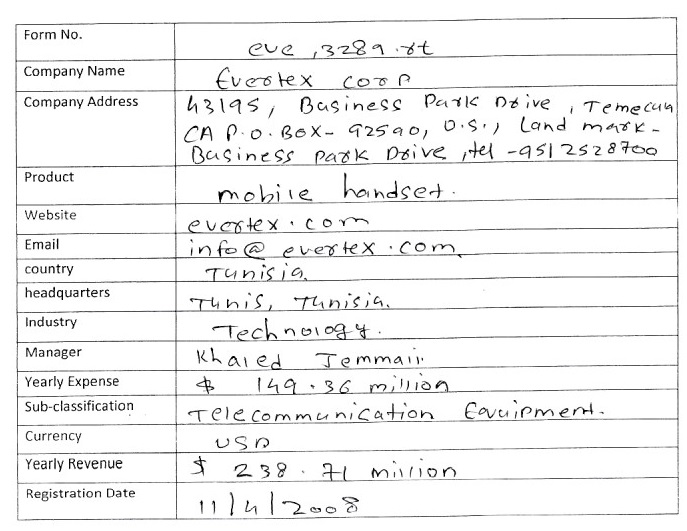 Form No. eve ,3289.rt
Company Name Evertex corp
Company Address 43195, Business Park Drive, Temecula
CA P.O. BOX- 92590, U.S., Land mark-
Business park Drive ,tel -9512528700
Product mobile handset.
Website evertex.com
Email info@evertex.com.
country Tunisia.
headquarters Tunis, Tunisia.
Industry Technology.
Manager Khaled Jemmali.
Yearly Expense $ 149.36 million
Sub-classification Telecommunication Equipment.
Currency USD
Yearly Revenue $ 238.71 million
Registration Date 11/4/2008